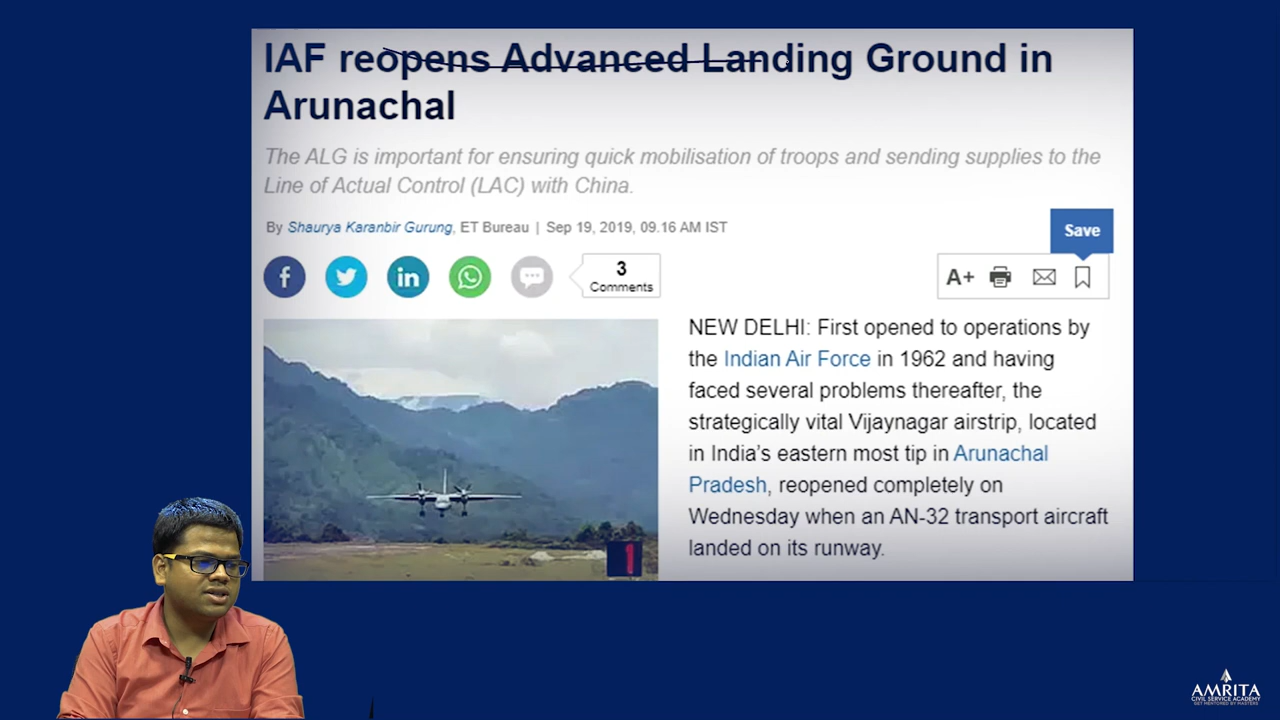 IAF reopens Advanced Landing Ground in
Arunachal
The ALG is important for ensuring quick mobilisation of troops and sending supplies to the
Line of Actual Control (LAC) with China.
By Shaurya Karanbir Gurung, ET Bureau | Sep 19, 2019, 09.16 AM IST
Save
f
in
3
Comments
A+
NEW DELHI: First opened to operations by
the Indian Air Force in 1962 and having
faced several problems thereafter, the
strategically vital Vijaynagar airstrip, located
in India's eastern most tip in Arunachal
Pradesh, reopened completely on
Wednesday when an AN-32 transport aircraft
landed on its runway.
1
AMRITA
CIVIL SERVICE ACADEMY
GET MENTORED BY MASTERS